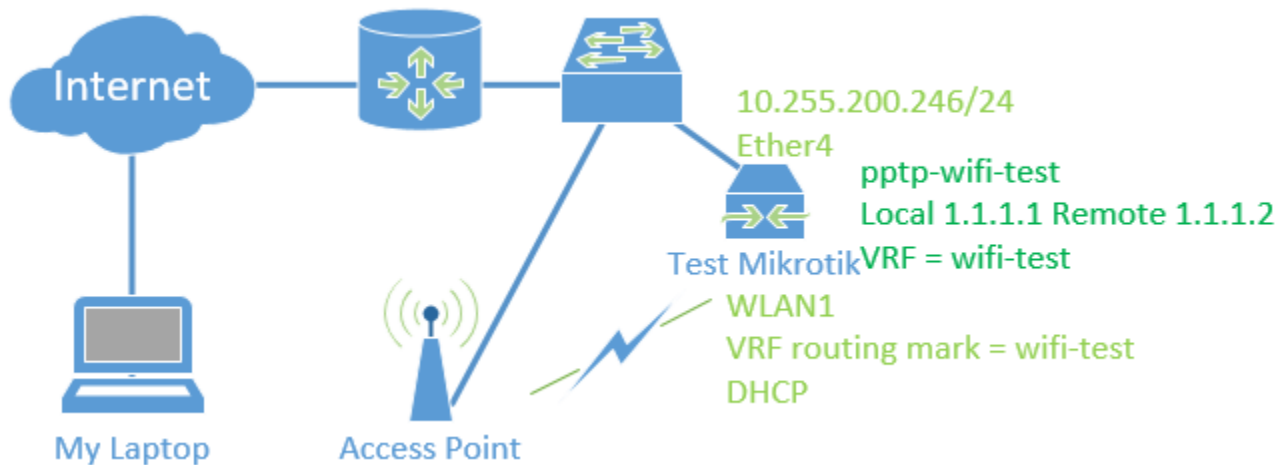 Internet
10.255.200.246/24
Ether4
pptp-wifi-test
Local 1.1.1.1 Remote 1.1.1.2
VRF = wifi-test
Test Mikrotik
WLAN1
VRF routing mark = wifi-test
DHCP
My Laptop
Access Point